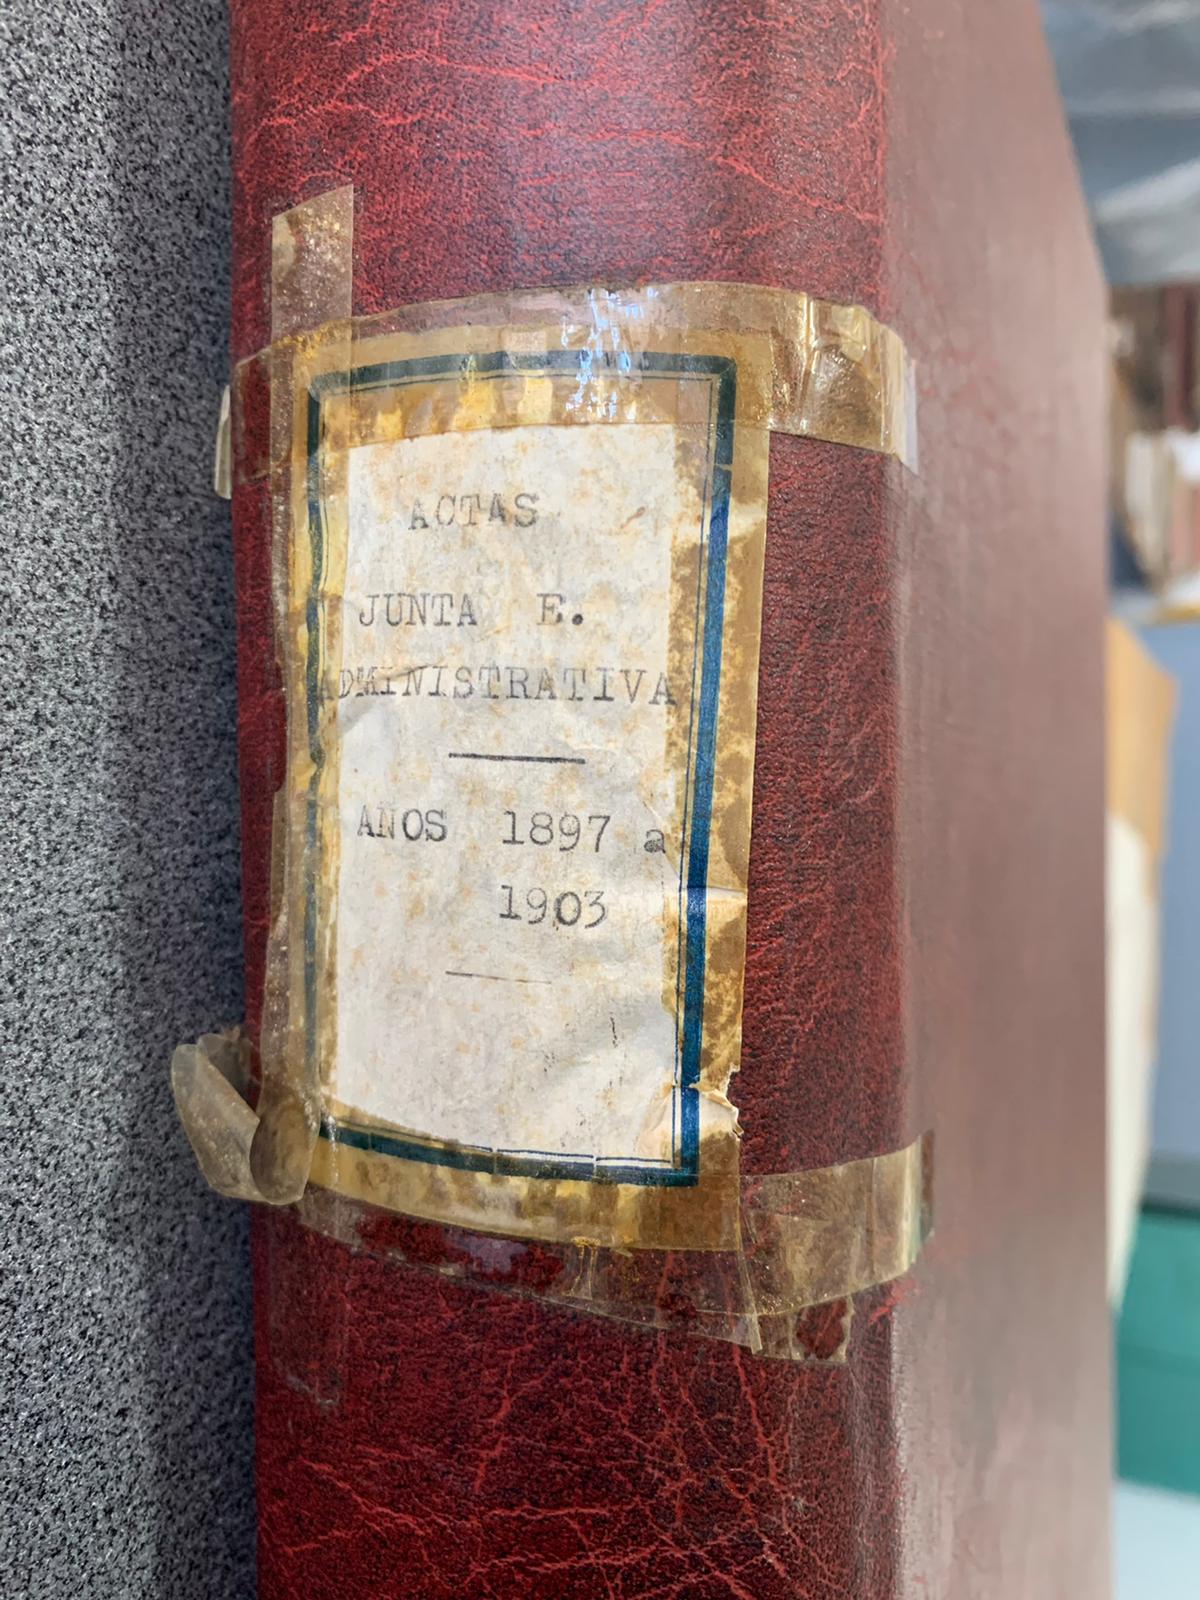 ACTAS
JUNTA E.
ADMINISTRATIVA
AÑOS 1897 a
1903